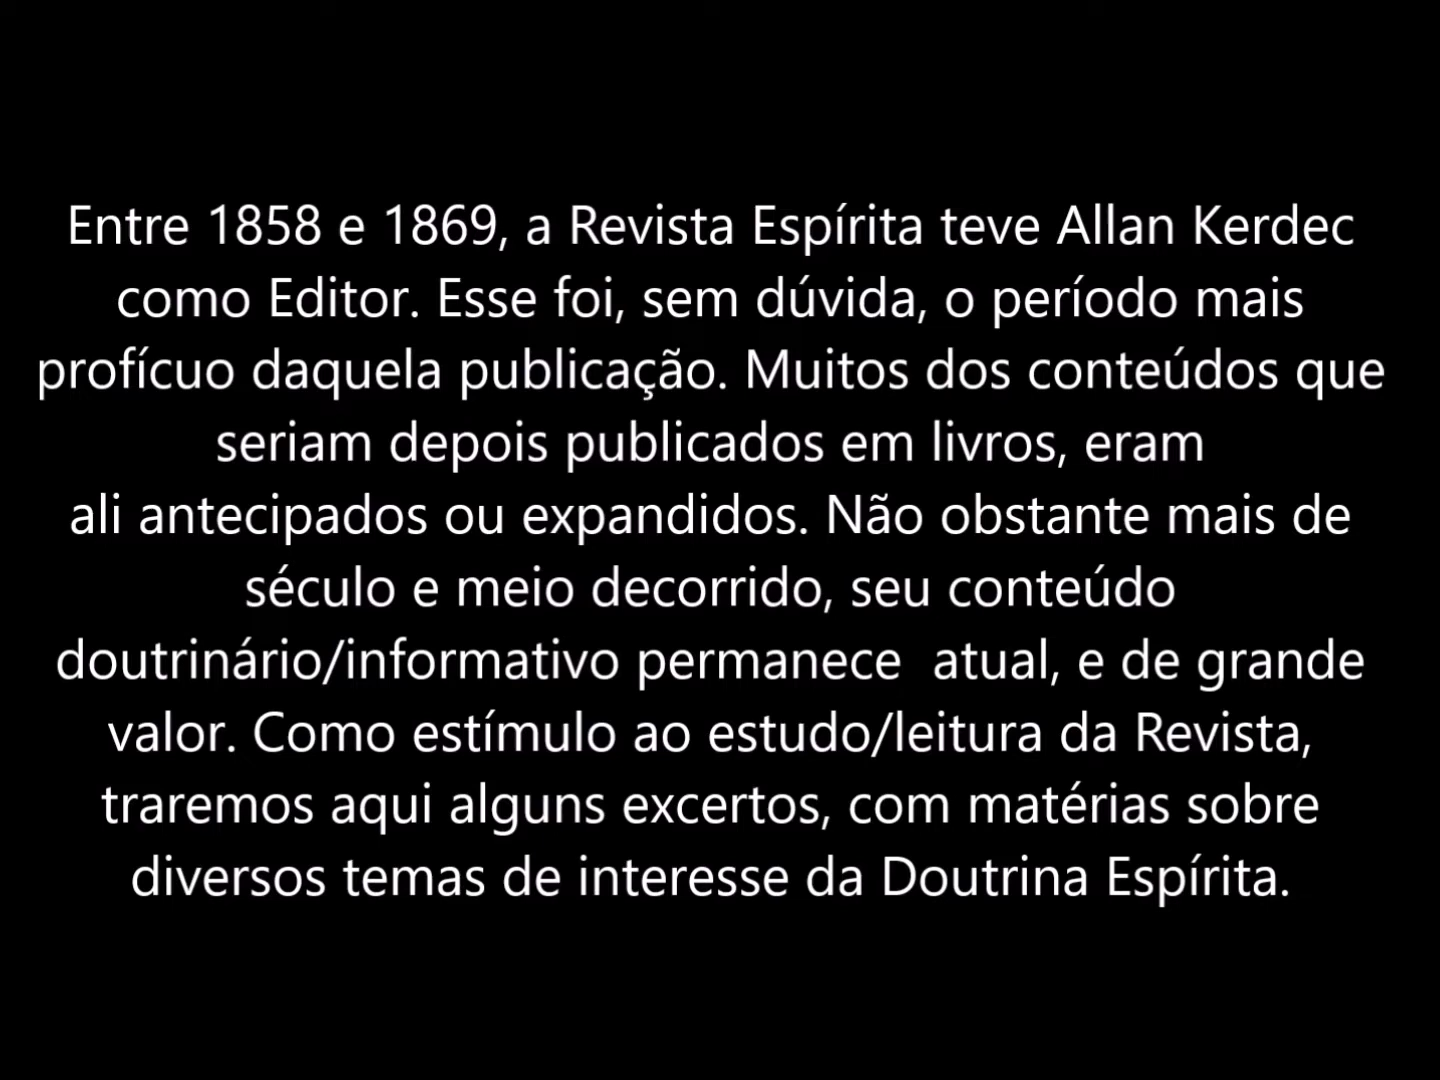 Entre 1858 e 1869, a Revista Espírita teve Allan Kerdec
como Editor. Esse foi, sem dúvida, o período mais
profícuo daquela publicação. Muitos dos conteúdos que
seriam depois publicados em livros, eram
ali antecipados ou expandidos. Não obstante mais de
século e meio decorrido, seu conteúdo
doutrinário/informativo permanece  atual, e de grande
valor. Como estímulo ao estudo/leitura da Revista,
traremos aqui alguns excertos, com matérias sobre
diversos temas de interesse da Doutrina Espírita.